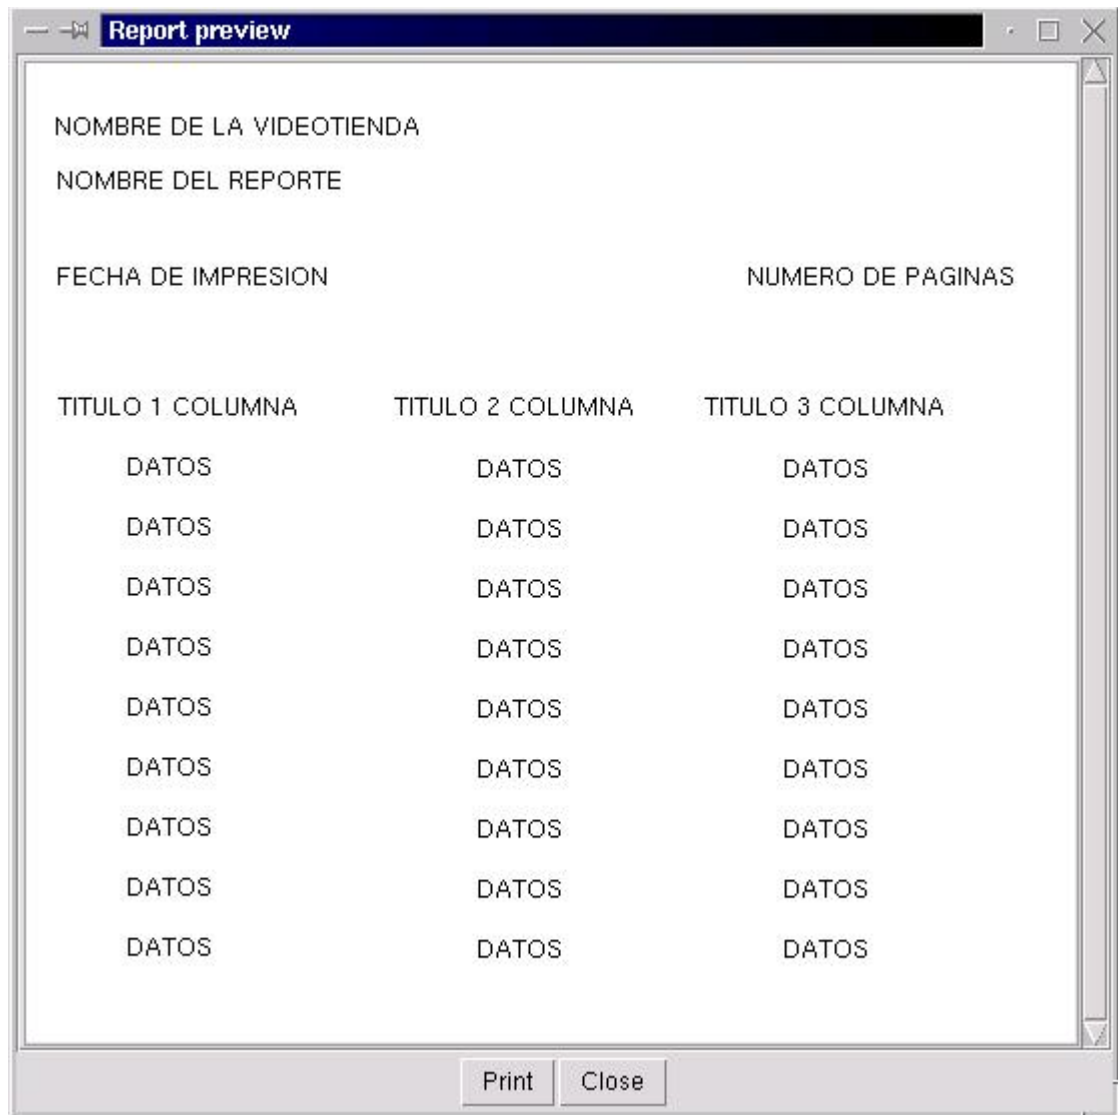 Report preview
NOMBRE DE LA VIDEOTIENDA
NOMBRE DEL REPORTE
FECHA DE IMPRESION NUMERO DE PAGINAS
TITULO 1 COLUMNA TITULO 2 COLUMNA TITULO 3 COLUMNA
DATOS DATOS DATOS
DATOS DATOS DATOS
DATOS DATOS DATOS
DATOS DATOS DATOS
DATOS DATOS DATOS
DATOS DATOS DATOS
DATOS DATOS DATOS
DATOS DATOS DATOS
DATOS DATOS DATOS
Print Close